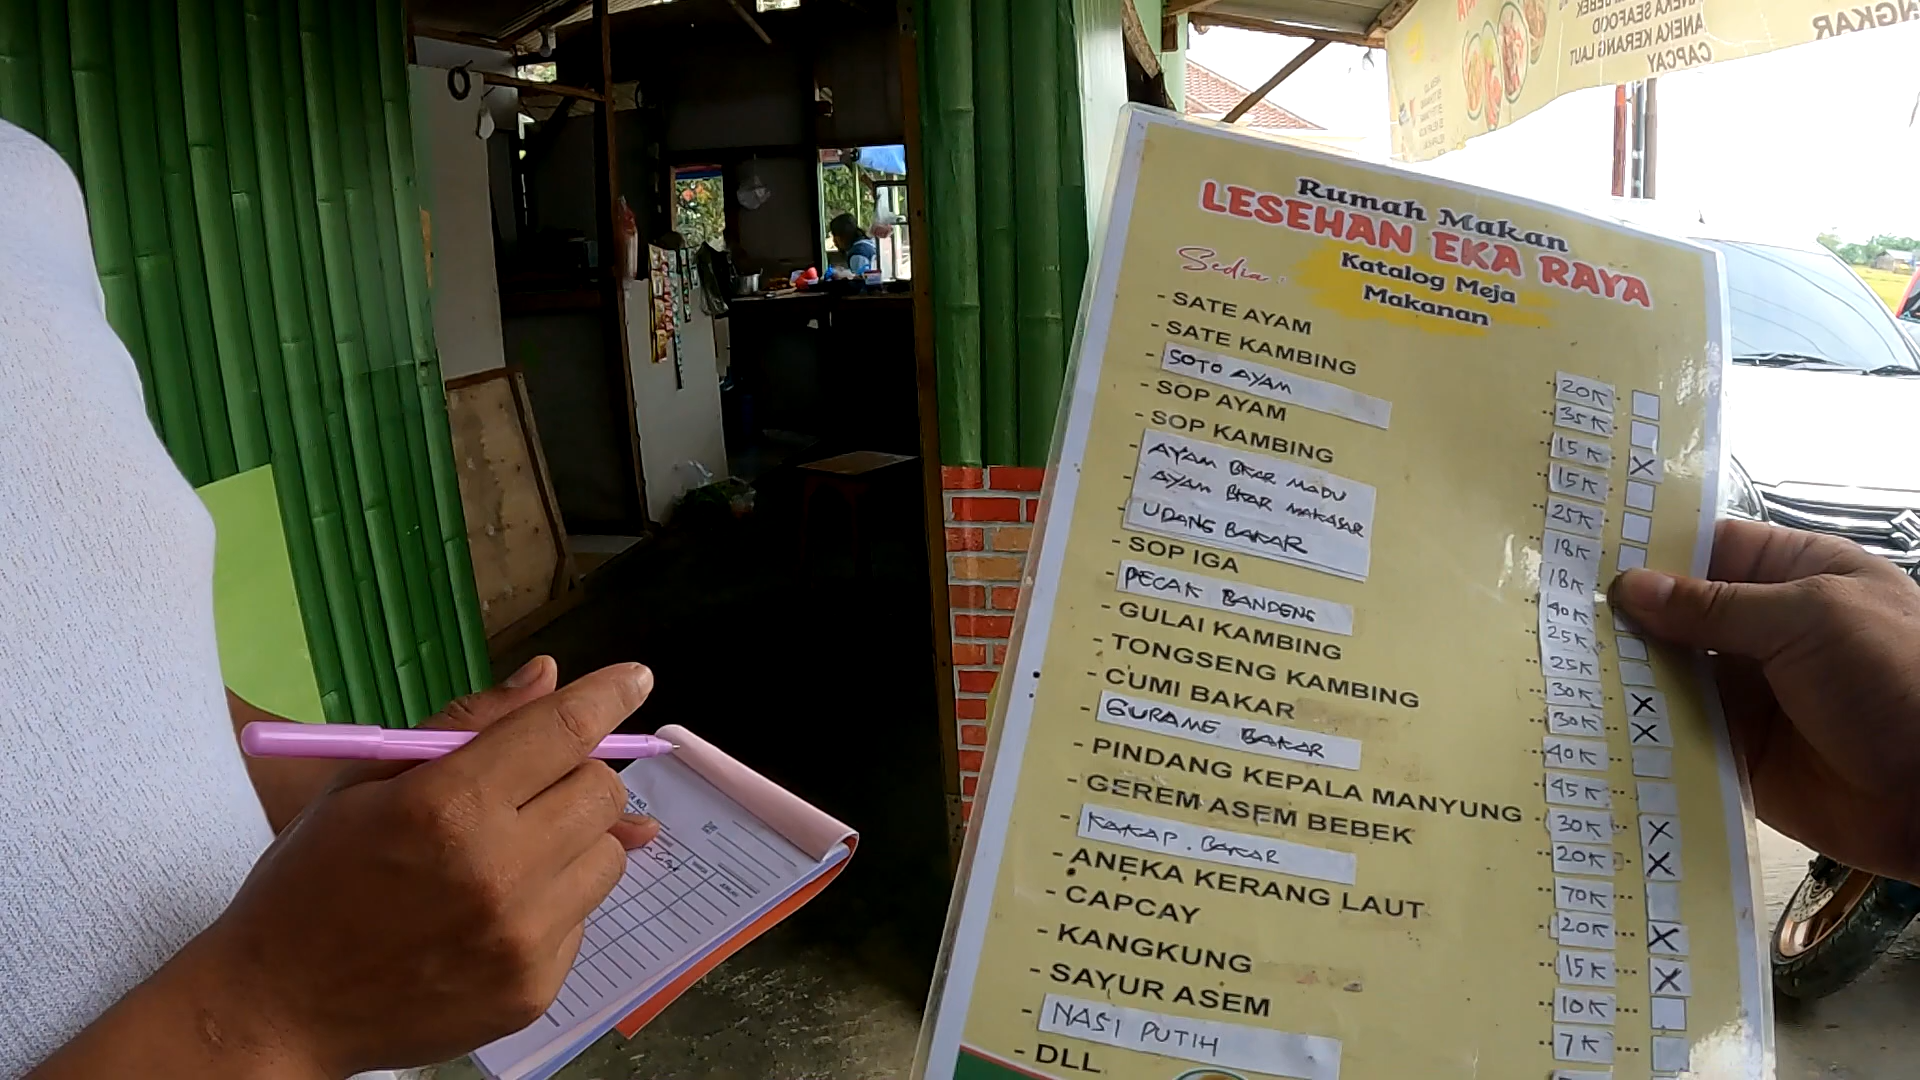 ANEKA SEAFOOD
ANEKA KERANG LAUT
CAPCAY
Rumah Makan
LESEHAN EKA RAYA
Katalog Meja
Makanan
Sedia :
- SATE AYAM 20K
- SATE KAMBING 35K
- SOTO AYAM 15K X
- SOP AYAM 15K
- SOP KAMBING 25K
- AYAM BKAR MADU 18K
- AYAM BKAR MAKASAR 18K
- UDANG BAKAR 40K
- SOP IGA 25K
- PECAK BANDENG 25K
- GULAI KAMBING 30K X
- TONGSENG KAMBING 30K X
- CUMI BAKAR 40K
- GURAME BAKAR 45K
- PINDANG KEPALA MANYUNG 30K X
- GEREM ASEM BEBEK 20K X
- KAKAP. BAKAR 70K
- ANEKA KERANG LAUT 20K X
- CAPCAY 15K X
- KANGKUNG 10K
- SAYUR ASEM 7K
- NASI PUTIH
- DLL